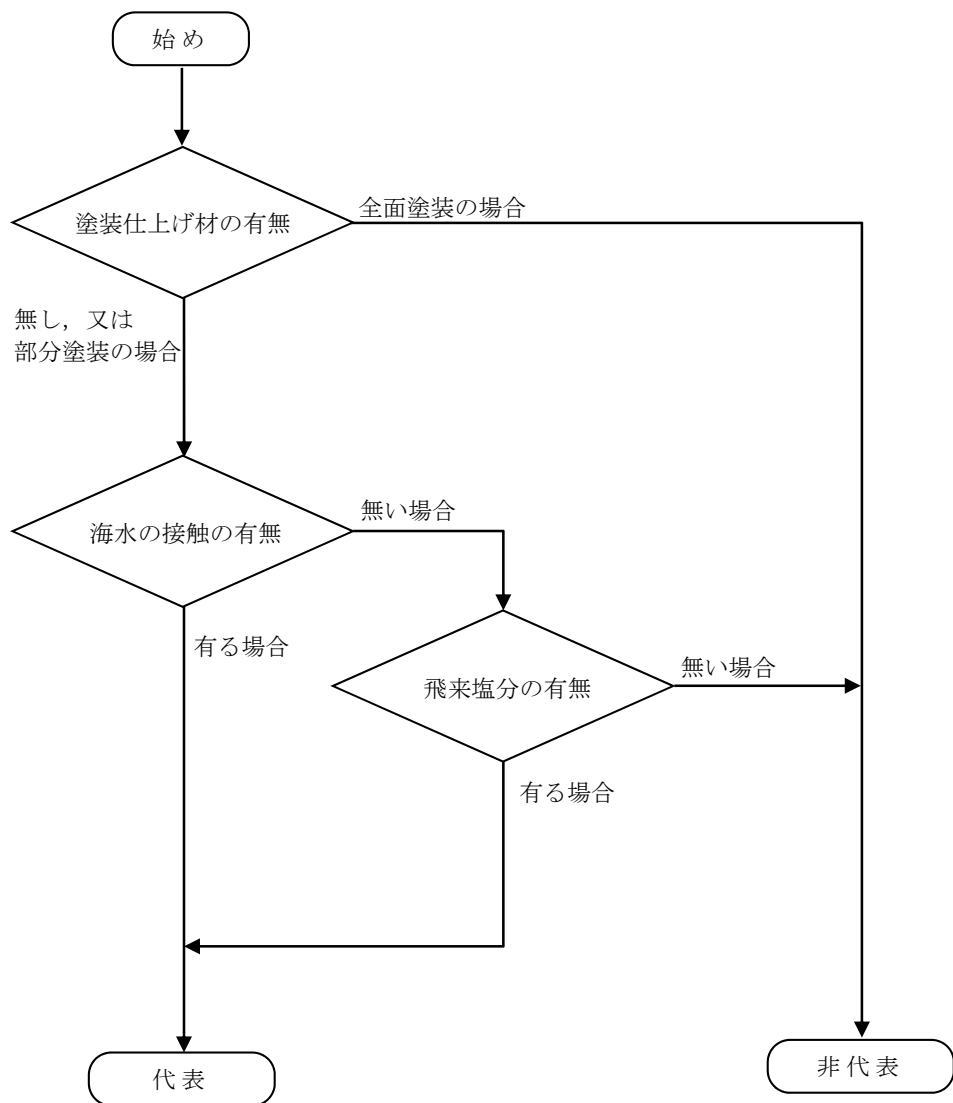 始め
塗装仕上げ材の有無
全面塗装の場合
無し，又は
部分塗装の場合
海水の接触の有無
無い場合
有る場合
飛来塩分の有無
無い場合
有る場合
代表
非代表